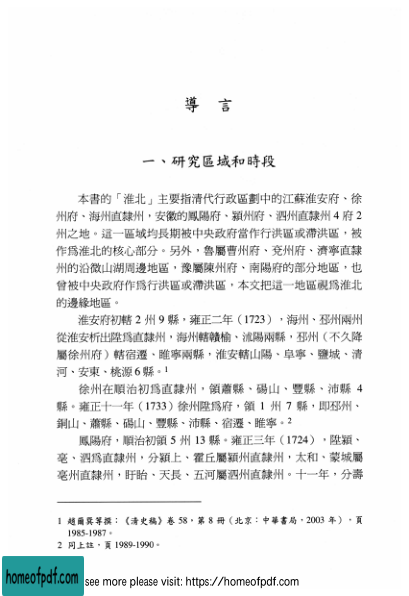 導 言
一、研究區域和時段
本書的「淮北」主要指清代行政區劃中的江蘇淮安府、徐
州府、海州直隸州，安徽的鳳陽府、潁州府、泗州直隸州 4 府 2
州之地。這一區域均長期被中央政府當作行洪區或滯洪區，被
作爲淮北的核心部分。另外，魯屬曹州府、兗州府、濟寧直隸
州的沿微山湖周邊地區，豫屬陳州府、南陽府的部分地區，也
曾被中央政府作爲行洪區或滯洪區，本文把這一地區視爲淮北
的邊緣地區。
淮安府初轄 2 州 9 縣，雍正二年（1723），海州、邳州兩州
從淮安析出陞爲直隸州，海州轄贛榆、沭陽兩縣，邳州（不久降
屬徐州府）轄宿遷、睢寧兩縣，淮安轄山陽、阜寧、鹽城、清
河、安東、桃源 6 縣。1
徐州在順治初爲直隸州，領蕭縣、碭山、豐縣、沛縣 4
縣。雍正十一年（1733）徐州陞爲府，領 1 州 7 縣，即邳州、
銅山、蕭縣、碭山、豐縣、沛縣、宿遷、睢寧。2
鳳陽府，順治初領 5 州 13 縣。雍正三年（1724），陞潁、
亳、泗爲直隸州，分潁上、霍丘屬潁州直隸州，太和、蒙城屬
亳州直隸州，盱眙、天長、五河屬泗州直隸州。十一年，分壽
1 趙爾巽等撰：《清史稿》卷 58，第 8 冊（北京：中華書局，2003 年），頁
1985-1987。
2 同上註，頁 1989-1990。
homeofpdf.com
see more please visit: https://homeofpdf.com